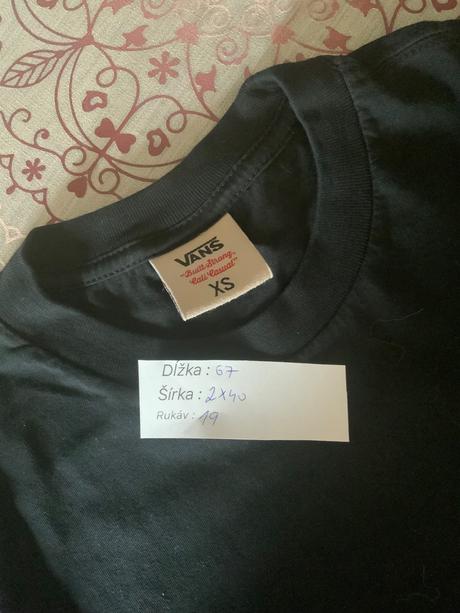 VANS
"Built Strong
Cali Casual"
XS
Dĺžka : 67
Šírka : 2x40
Rukáv : 19